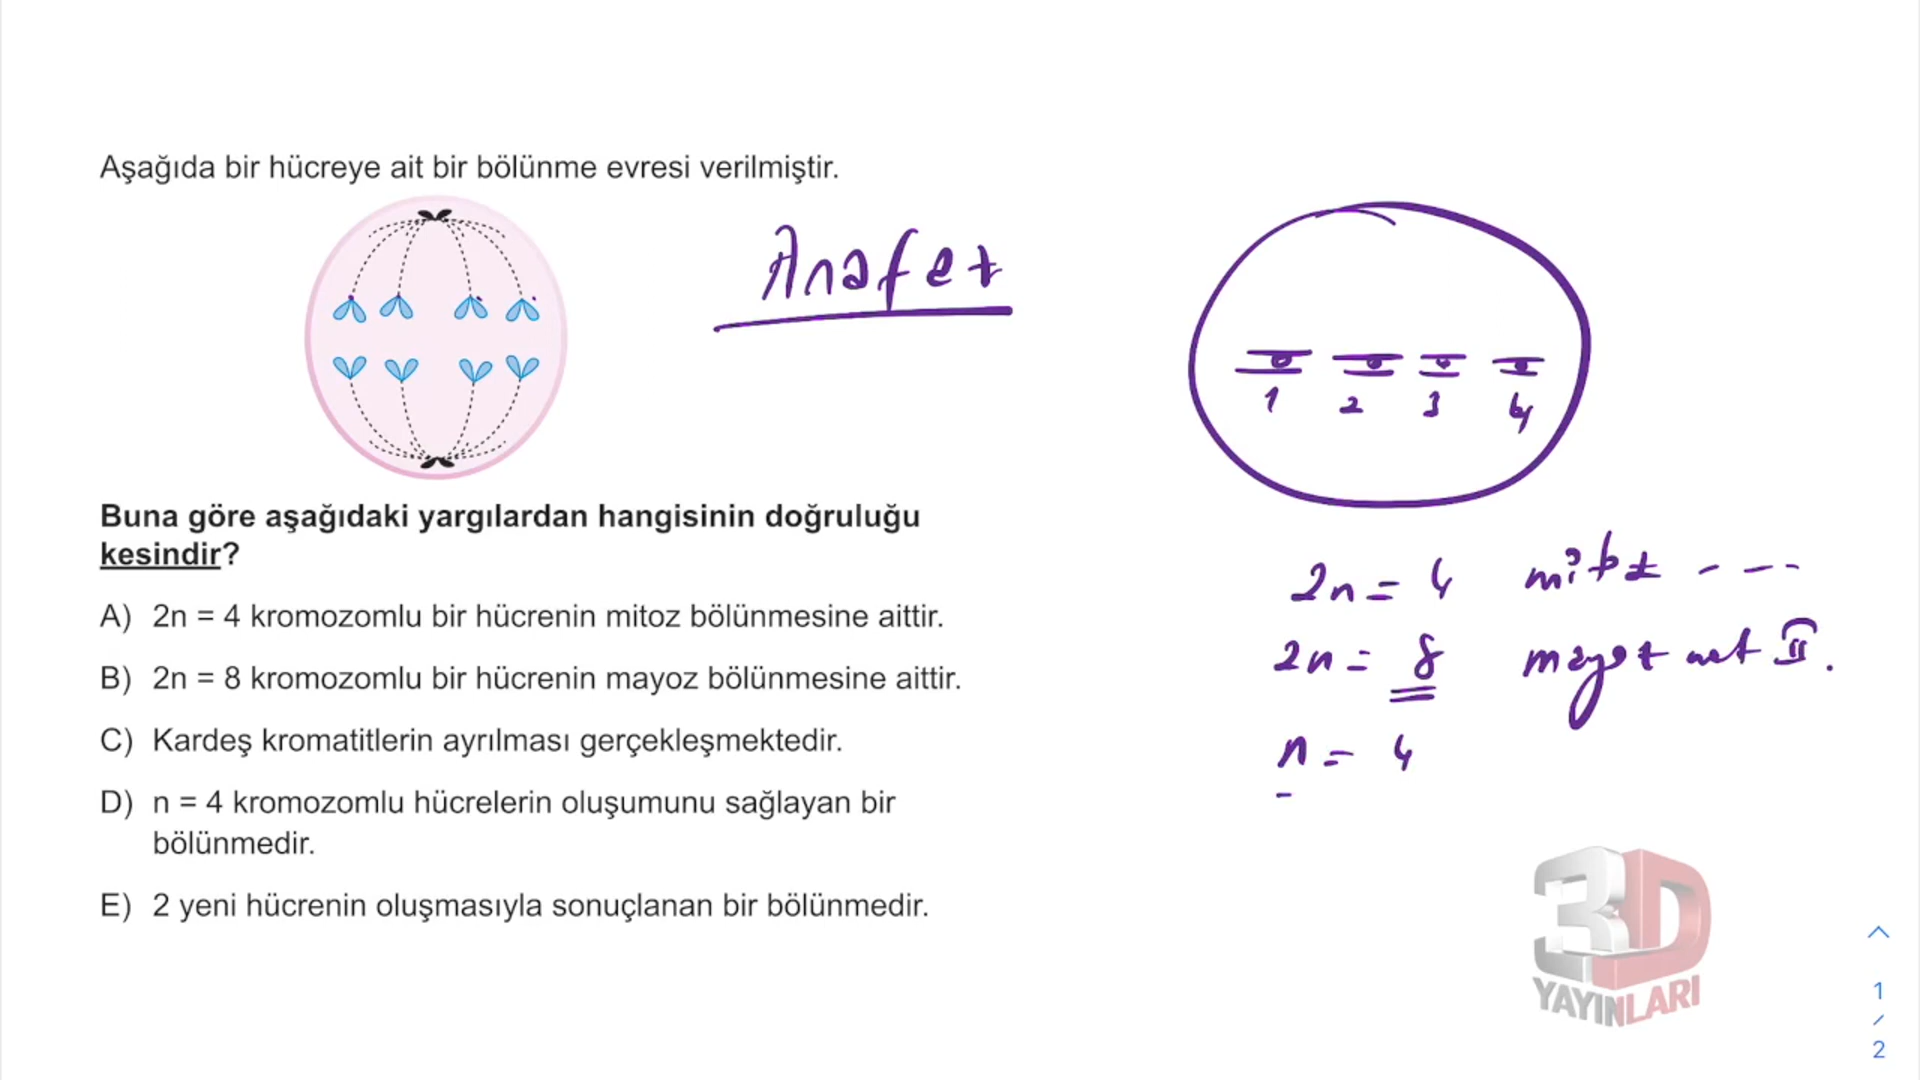 Aşağıda bir hücreye ait bir bölünme evresi verilmiştir.
Anafez
1 2 3 4
Buna göre aşağıdaki yargılardan hangisinin doğruluğu
kesindir?
A) 2n = 4 kromozomlu bir hücrenin mitoz bölünmesine aittir.
B) 2n = 8 kromozomlu bir hücrenin mayoz bölünmesine aittir.
C) Kardeş kromatitlerin ayrılması gerçekleşmektedir.
D) n = 4 kromozomlu hücrelerin oluşumunu sağlayan bir
bölünmedir.
E) 2 yeni hücrenin oluşmasıyla sonuçlanan bir bölünmedir.
2n = 4 mitoz ----
2n = 8 mayoz II.
n = 4
3D
YAYINLARI
1
/
2